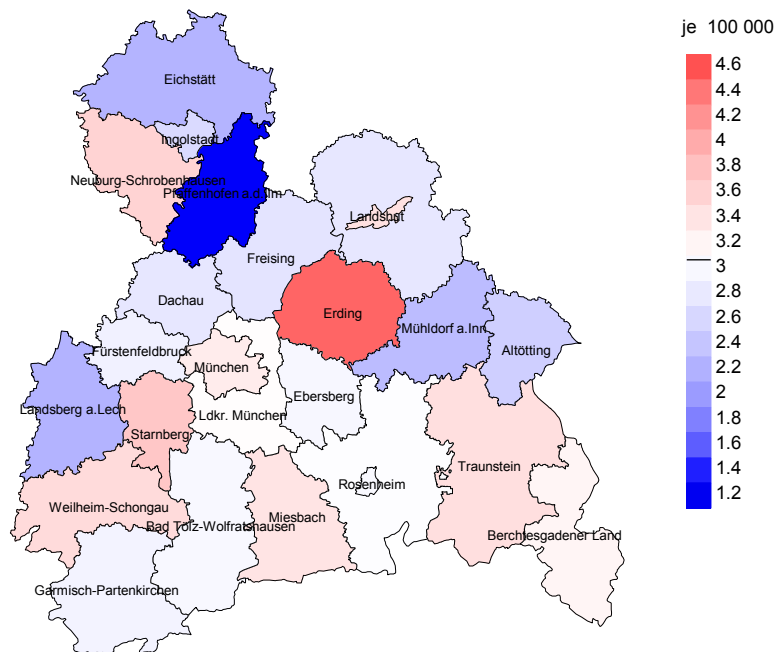 je 100 000
4.6
4.4
4.2
4
3.8
3.6
3.4
3.2
3
2.8
2.6
2.4
2.2
2
1.8
1.6
1.4
1.2
Eichstätt
Ingolstadt
Neuburg-Schrobenhausen
Pfaffenhofen a.d.Ilm
Landshut
Freising
Dachau
Erding
Mühldorf a.Inn
Altötting
Fürstenfeldbruck
München
Ebersberg
Landsberg a.Lech
Ldkr. München
Starnberg
Traunstein
Rosenheim
Weilheim-Schongau
Miesbach
Bad Tölz-Wolfratshausen
Berchtesgadener Land
Garmisch-Partenkirchen